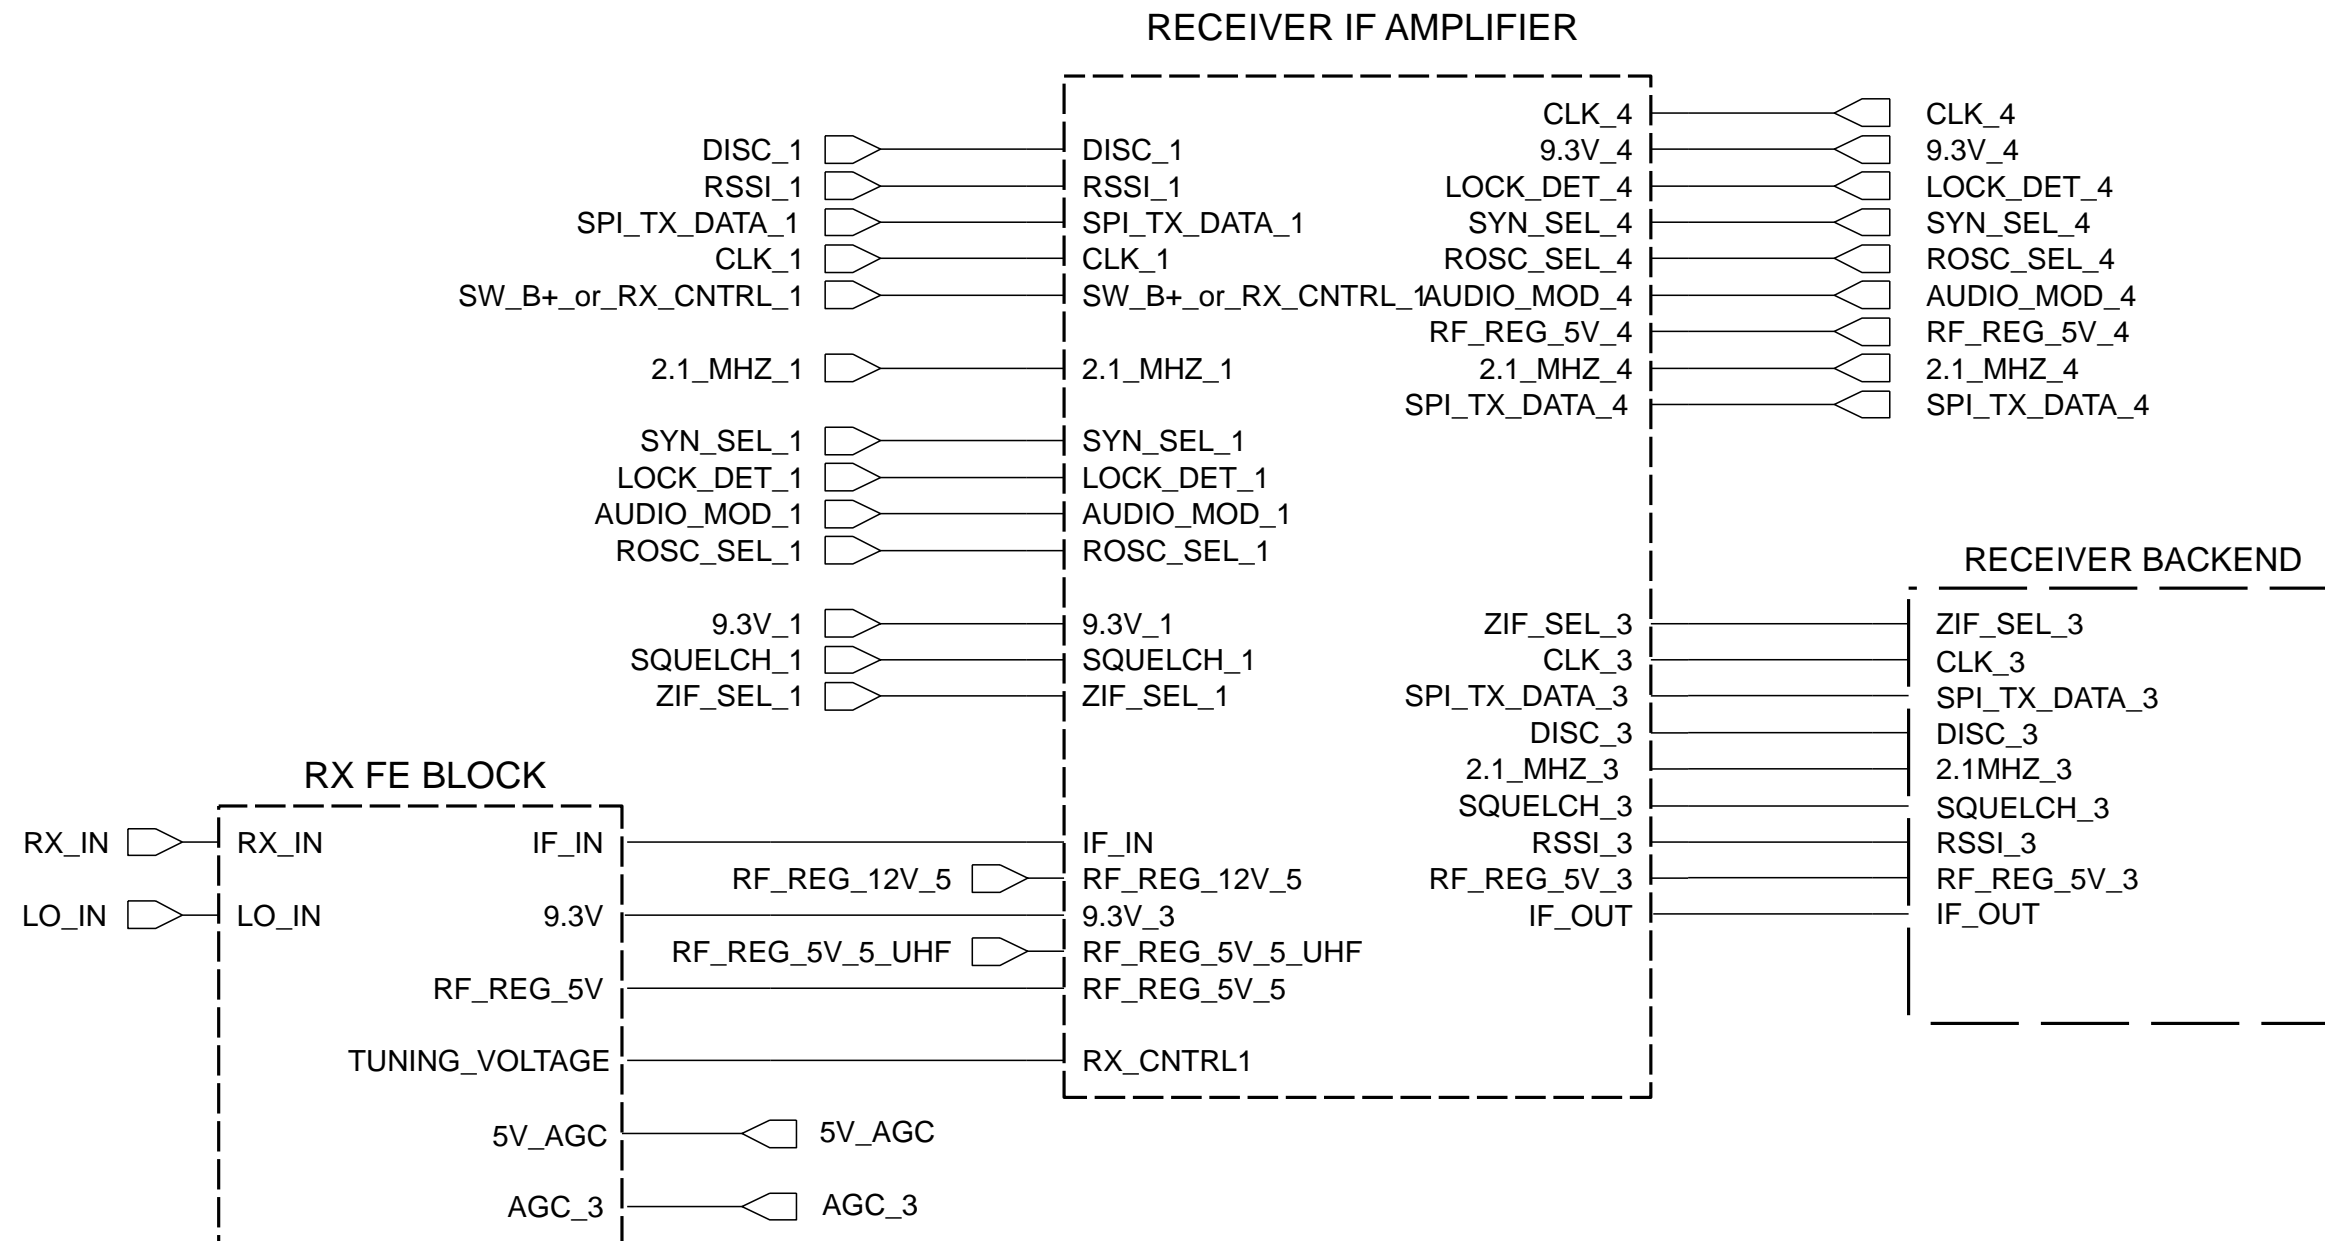 RECEIVER IF AMPLIFIER
CLK_4 CLK_4
DISC_1 DISC_1 9.3V_4 9.3V_4
RSSI_1 RSSI_1 LOCK_DET_4 LOCK_DET_4
SPI_TX_DATA_1 SPI_TX_DATA_1 SYN_SEL_4 SYN_SEL_4
CLK_1 CLK_1 ROSC_SEL_4 ROSC_SEL_4
SW_B+_or_RX_CNTRL_1 SW_B+_or_RX_CNTRL_1 AUDIO_MOD_4 AUDIO_MOD_4
RF_REG_5V_4 RF_REG_5V_4
2.1_MHZ_1 2.1_MHZ_1 2.1_MHZ_4 2.1_MHZ_4
SPI_TX_DATA_4 SPI_TX_DATA_4
SYN_SEL_1 SYN_SEL_1
LOCK_DET_1 LOCK_DET_1
AUDIO_MOD_1 AUDIO_MOD_1
ROSC_SEL_1 ROSC_SEL_1
RECEIVER BACKEND
9.3V_1 9.3V_1 ZIF_SEL_3 ZIF_SEL_3
SQUELCH_1 SQUELCH_1 CLK_3 CLK_3
ZIF_SEL_1 ZIF_SEL_1 SPI_TX_DATA_3 SPI_TX_DATA_3
DISC_3 DISC_3
RX FE BLOCK 2.1_MHZ_3 2.1MHZ_3
SQUELCH_3 SQUELCH_3
RX_IN RX_IN IF_IN IF_IN RSSI_3 RSSI_3
RF_REG_12V_5 RF_REG_12V_5 RF_REG_5V_3 RF_REG_5V_3
LO_IN LO_IN 9.3V 9.3V_3 IF_OUT IF_OUT
RF_REG_5V_5_UHF RF_REG_5V_5_UHF
RF_REG_5V RF_REG_5V_5
TUNING_VOLTAGE RX_CNTRL1
5V_AGC 5V_AGC
AGC_3 AGC_3